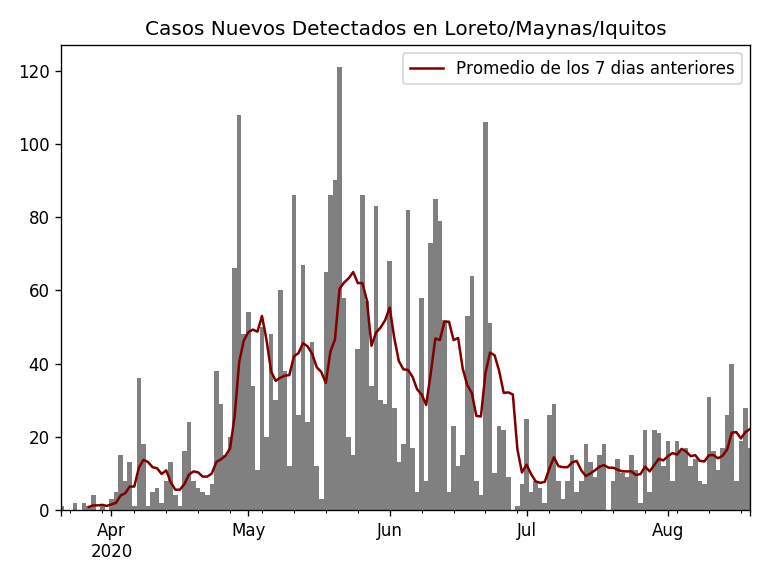 Casos Nuevos Detectados en Loreto/Maynas/Iquitos
Promedio de los 7 dias anteriores
120
100
80
60
40
20
0
Apr
2020
May
Jun
Jul
Aug